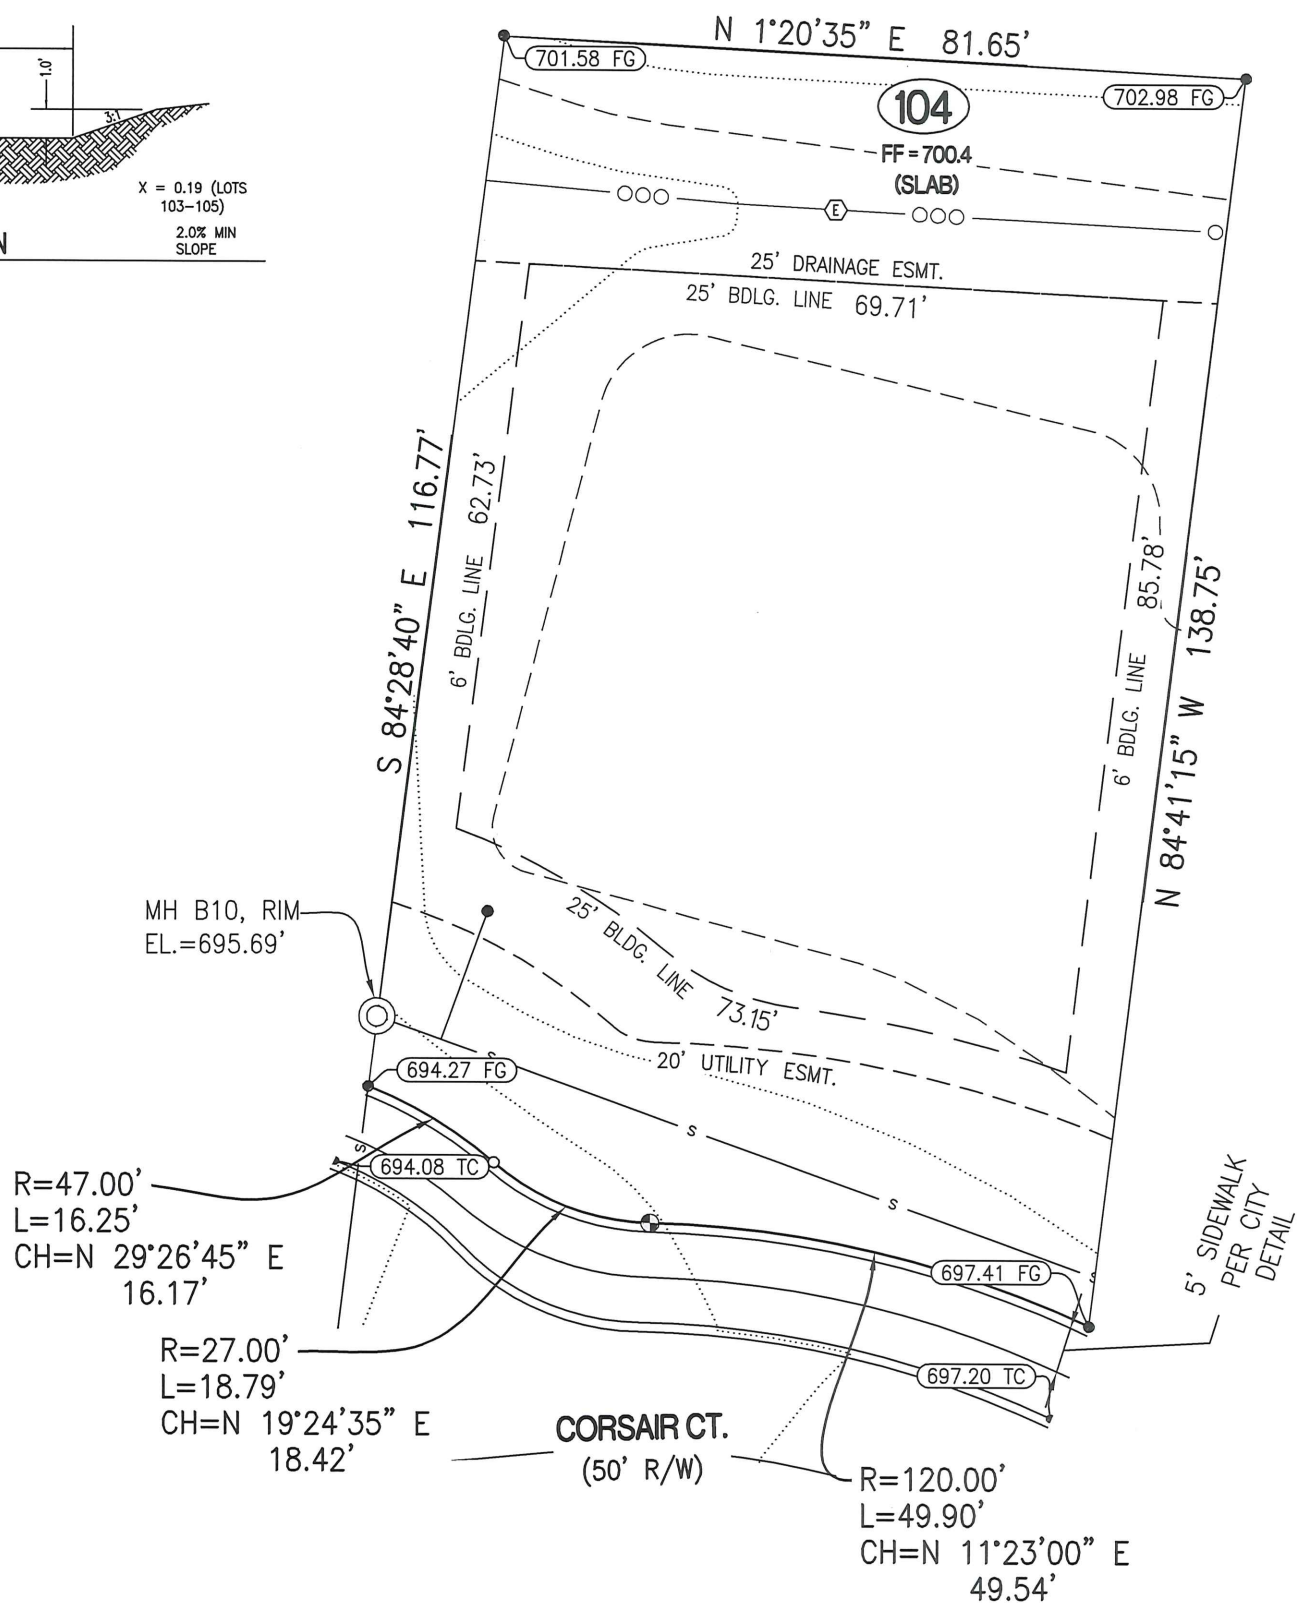 N 1°20'35" E 81.65'
701.58 FG
702.98 FG
104
FF = 700.4
(SLAB)
1.0'
3:1
X = 0.19 (LOTS
103-105)
2.0% MIN
SLOPE
N
E
25' DRAINAGE ESMT.
25' BDLG. LINE 69.71'
S 84°28'40" E 116.77'
6' BDLG. LINE 62.73'
6' BDLG. LINE 85.78'
N 84°41'15" W 138.75'
MH B10, RIM
EL.=695.69'
25' BLDG. LINE 73.15'
20' UTILITY ESMT.
S
S
S
S
S
694.27 FG
694.08 TC
R=47.00'
L=16.25'
CH=N 29°26'45" E
16.17'
R=27.00'
L=18.79'
CH=N 19°24'35" E
18.42'
697.41 FG
697.20 TC
5' SIDEWALK
PER CITY
DETAIL
CORSAIR CT.
(50' R/W)
R=120.00'
L=49.90'
CH=N 11°23'00" E
49.54'